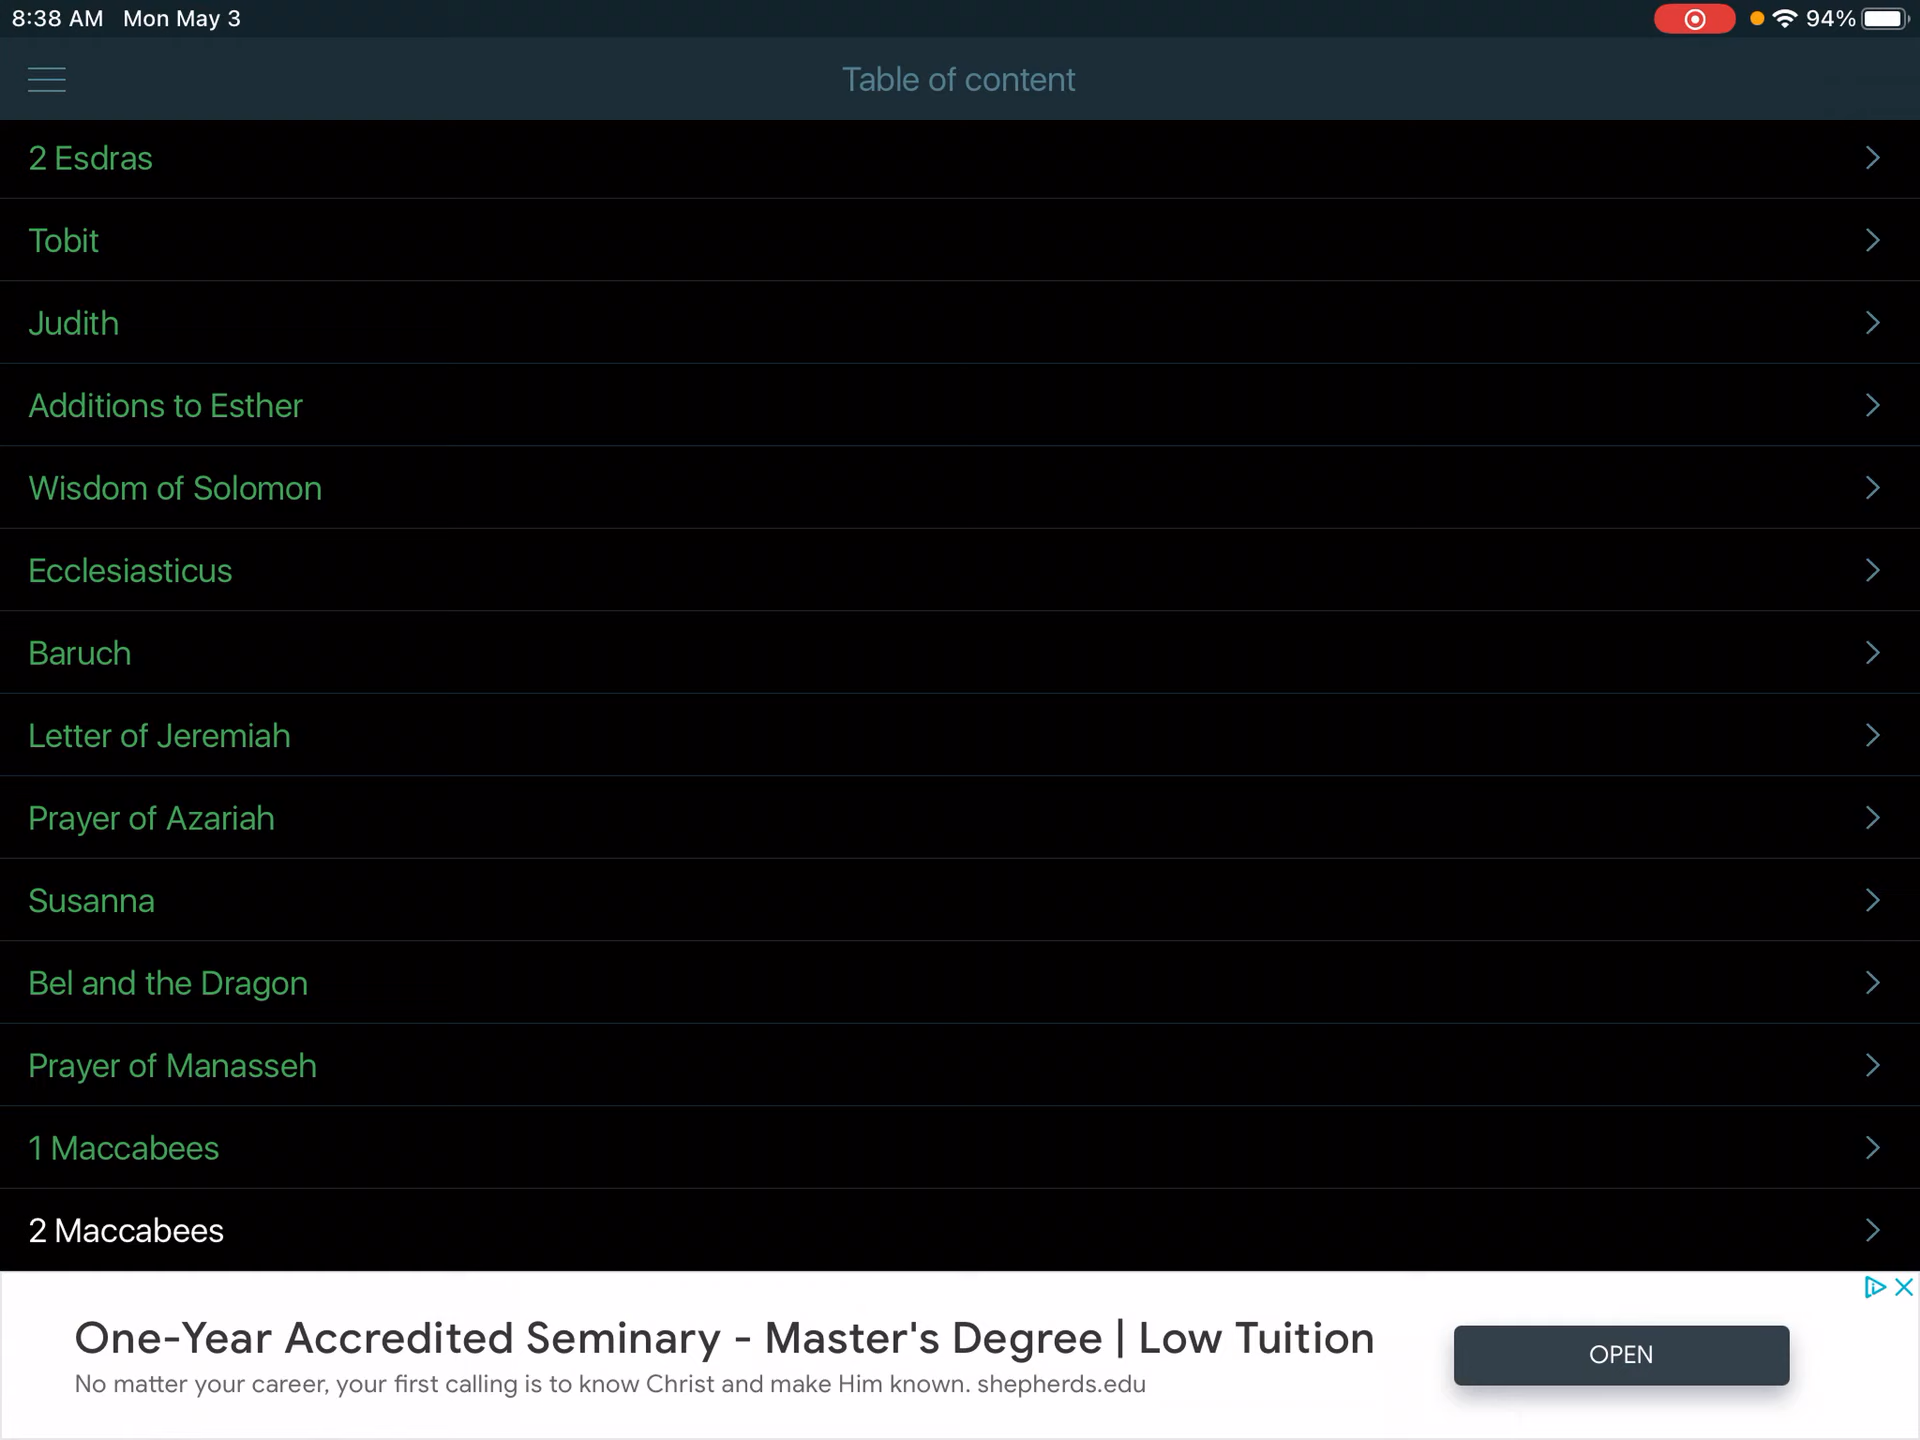 8:38 AM Mon May 3 94%
Table of content
2 Esdras
Tobit
Judith
Additions to Esther
Wisdom of Solomon
Ecclesiasticus
Baruch
Letter of Jeremiah
Prayer of Azariah
Susanna
Bel and the Dragon
Prayer of Manasseh
1 Maccabees
2 Maccabees
One-Year Accredited Seminary - Master's Degree | Low Tuition
No matter your career, your first calling is to know Christ and make Him known. shepherds.edu
OPEN